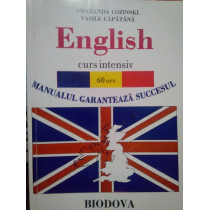 SMARANDA LOZINSKI
VASILE CĂPĂȚÂNĂ
English
curs intensiv
60 ore
MANUALUL GARANTEAZĂ SUCCESUL
BIODOVA